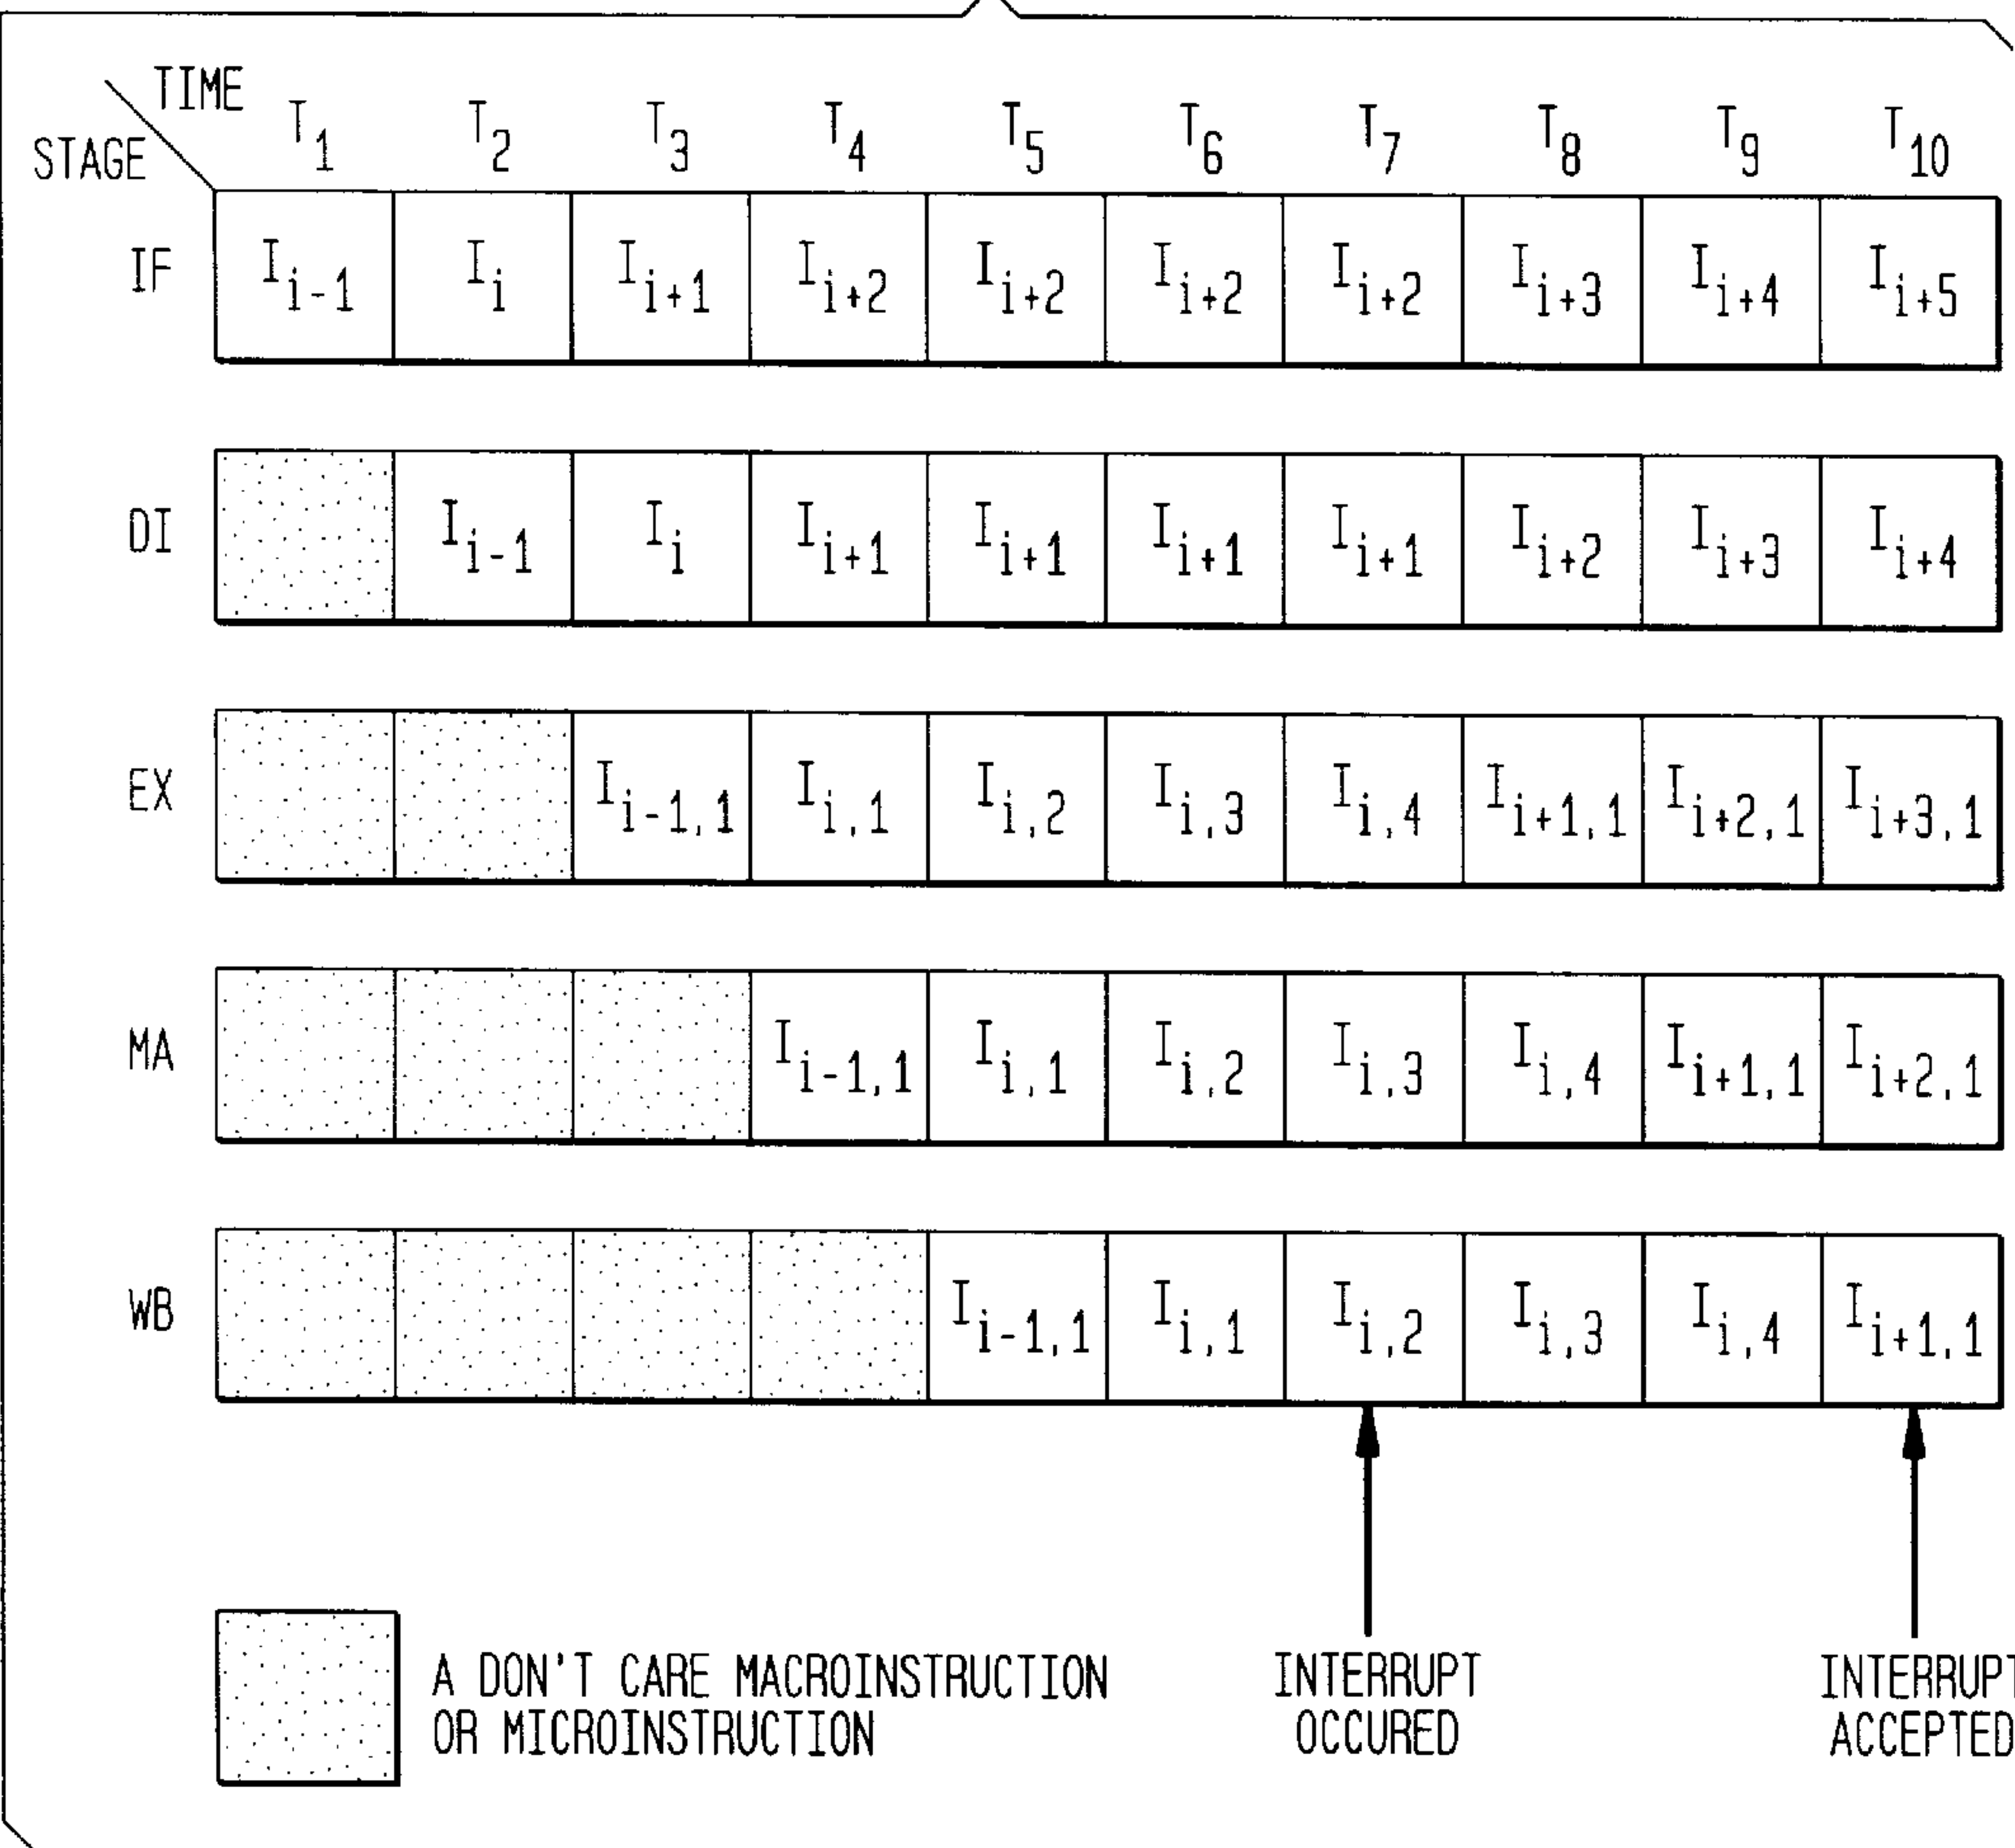 TIME
STAGE T1 T2 T3 T4 T5 T6 T7 T8 T9 T10
IF Ii-1 Ii Ii+1 Ii+2 Ii+2 Ii+2 Ii+2 Ii+3 Ii+4 Ii+5
DI Ii-1 Ii Ii+1 Ii+1 Ii+1 Ii+1 Ii+2 Ii+3 Ii+4
EX Ii-1,1 Ii,1 Ii,2 Ii,3 Ii,4 Ii+1,1 Ii+2,1 Ii+3,1
MA Ii-1,1 Ii,1 Ii,2 Ii,3 Ii,4 Ii+1,1 Ii+2,1
WB Ii-1,1 Ii,1 Ii,2 Ii,3 Ii,4 Ii+1,1
A DON'T CARE MACROINSTRUCTION
OR MICROINSTRUCTION
INTERRUPT
OCCURED
INTERRUPT
ACCEPTED